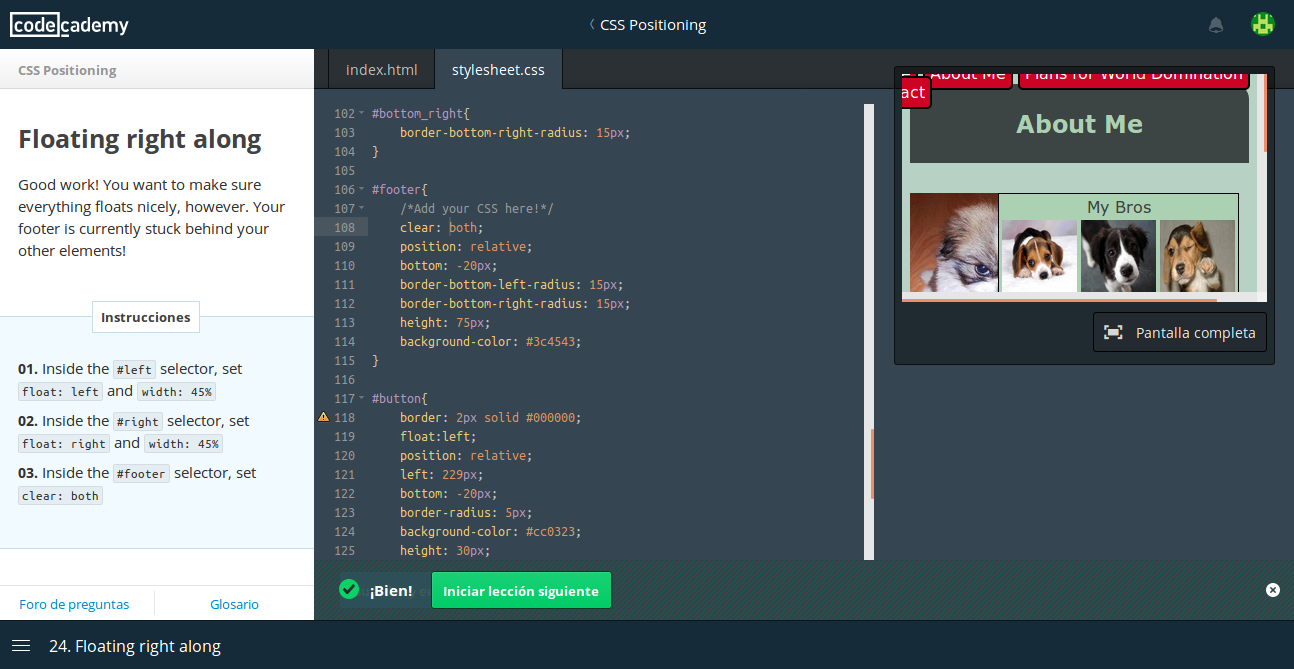 codecademy
CSS Positioning
CSS Positioning
index.html
stylesheet.css
Floating right along
Good work! You want to make sure
everything floats nicely, however. Your
footer is currently stuck behind your
other elements!
Instrucciones
01. Inside the #left selector, set
float: left and width: 45%
02. Inside the #right selector, set
float: right and width: 45%
03. Inside the #footer selector, set
clear: both
Foro de preguntas
Glosario
102 #bottom_right{
103 border-bottom-right-radius: 15px;
104 }
105
106 #footer{
107 /*Add your CSS here!*/
108 clear: both;
109 position: relative;
110 bottom: -20px;
111 border-bottom-left-radius: 15px;
112 border-bottom-right-radius: 15px;
113 height: 75px;
114 background-color: #3c4543;
115 }
116
117 #button{
118 border: 2px solid #000000;
119 float:left;
120 position: relative;
121 left: 229px;
122 bottom: -20px;
123 border-radius: 5px;
124 background-color: #cc0323;
125 height: 30px;
About Me
Plans for World Domination
act
About Me
My Bros
Pantalla completa
¡Bien!
Iniciar lección siguiente
24. Floating right along